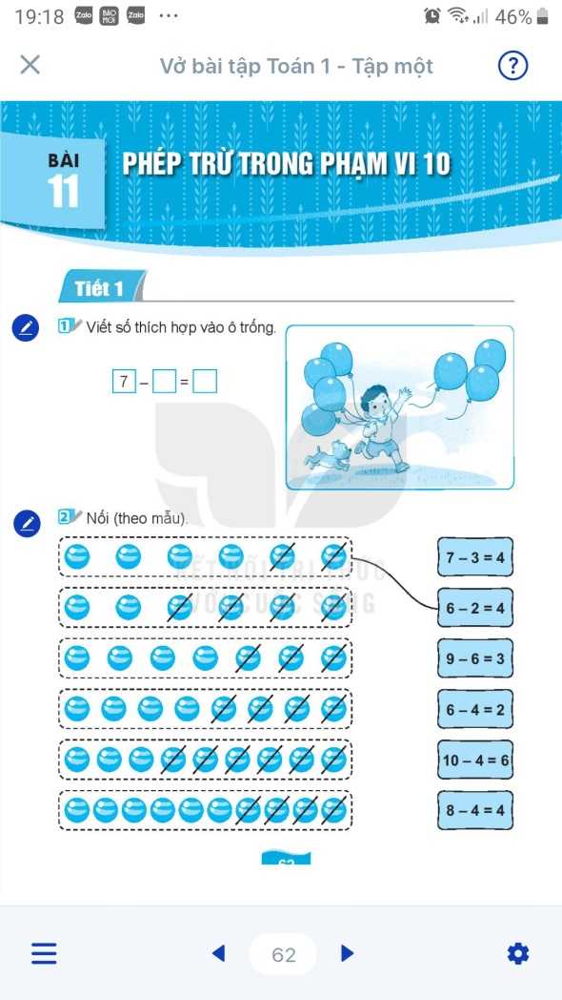 19:18 Zalo BÁO MỚI Zalo ... 46%
Vở bài tập Toán 1 - Tập một ?
BÀI
11
PHÉP TRỪ TRONG PHẠM VI 10
Tiết 1
1 Viết số thích hợp vào ô trống.
7 – =
2 Nối (theo mẫu).
KẾT NỐI TRI THỨC
VỚI CUỘC SỐNG
7 – 3 = 4
6 – 2 = 4
9 – 6 = 3
6 – 4 = 2
10 – 4 = 6
8 – 4 = 4
62
62